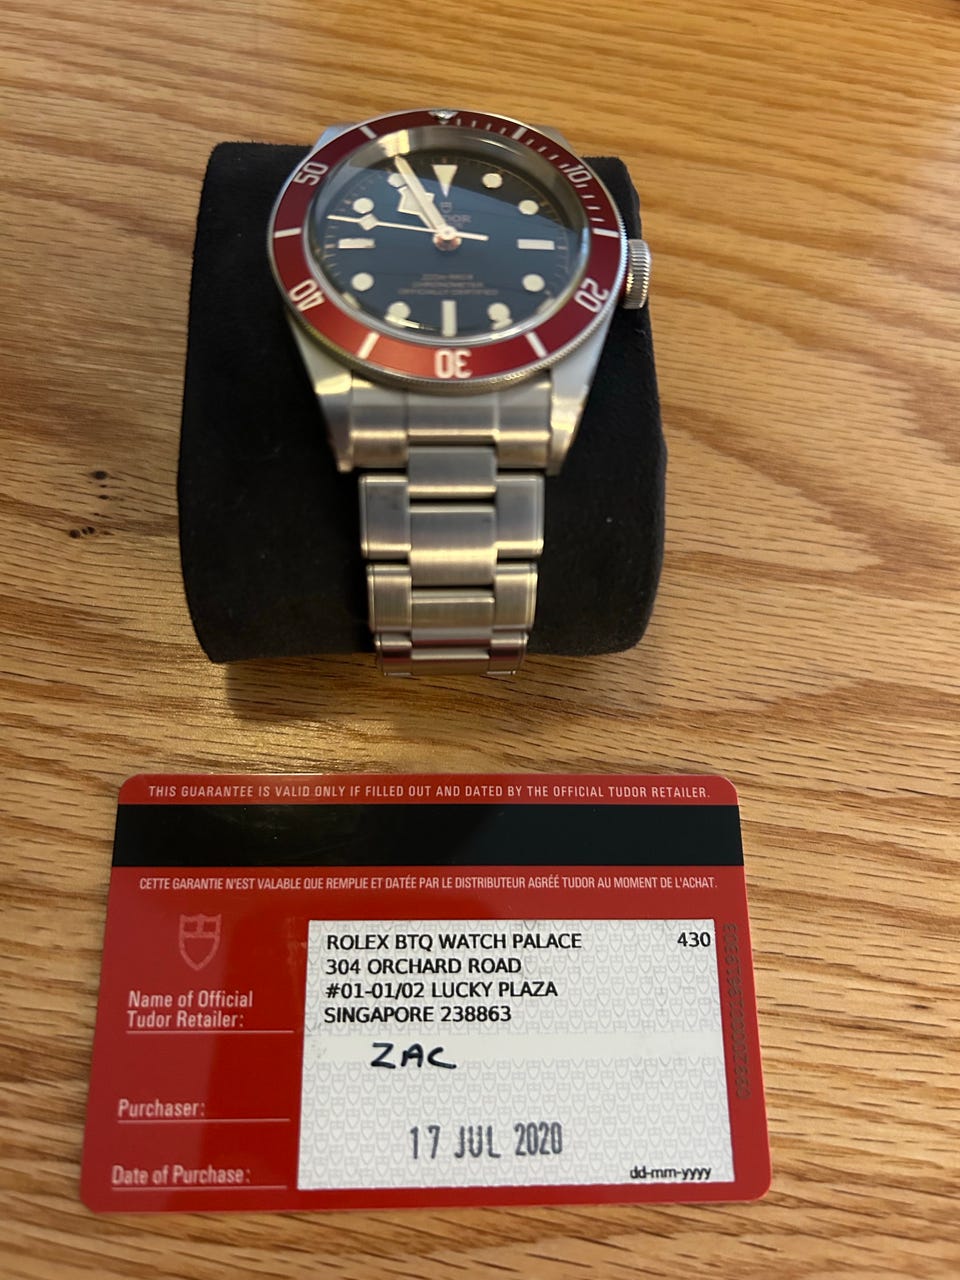 50
10
40
20
30
THIS GUARANTEE IS VALID ONLY IF FILLED OUT AND DATED BY THE OFFICIAL TUDOR RETAILER.
CETTE GARANTIE N'EST VALABLE QUE REMPLIE ET DATÉE PAR LE DISTRIBUTEUR AGRÉÉ TUDOR AU MOMENT DE L'ACHAT.
ROLEX BTQ WATCH PALACE 430
304 ORCHARD ROAD
#01-01/02 LUCKY PLAZA
SINGAPORE 238863
Name of Official
Tudor Retailer:
ZAC
Purchaser:
17 JUL 2020
Date of Purchase:
dd-mm-yyyy